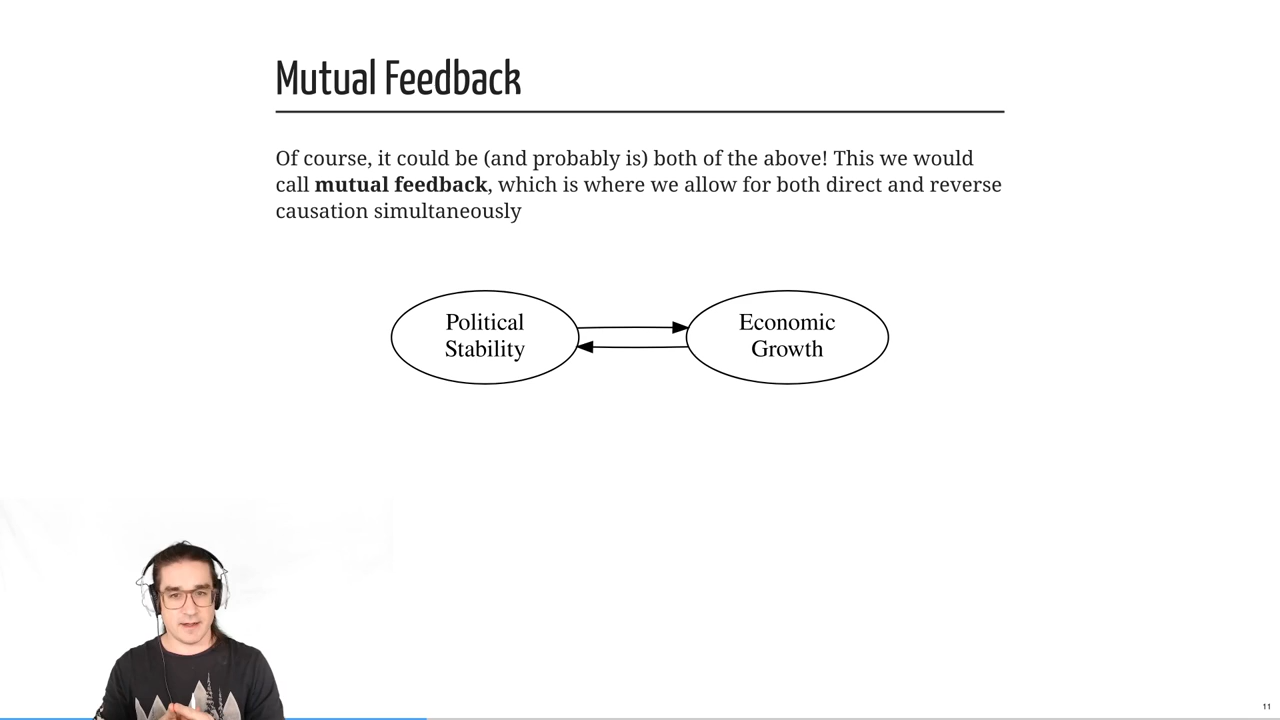 Mutual Feedback
Of course, it could be (and probably is) both of the above! This we would
call mutual feedback, which is where we allow for both direct and reverse
causation simultaneously
Political
Stability
Economic
Growth
11